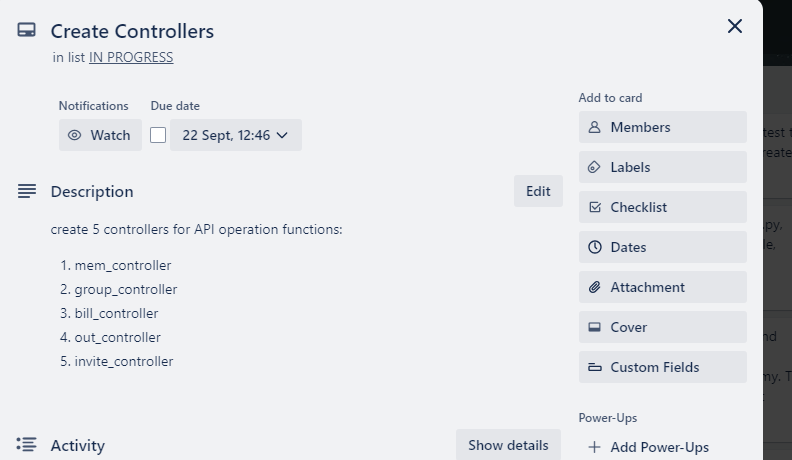 Create Controllers
in list IN PROGRESS
Notifications
Due date
Watch
22 Sept, 12:46
Description
Edit
create 5 controllers for API operation functions:
1. mem_controller
2. group_controller
3. bill_controller
4. out_controller
5. invite_controller
Activity
Show details
Add to card
Members
Labels
Checklist
Dates
Attachment
Cover
Custom Fields
Power-Ups
Add Power-Ups